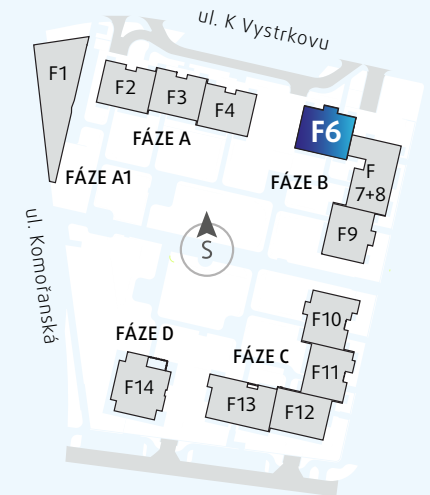 ul. K Vystrkovu
F1
F2
F3
F4
F6
FÁZE A
FÁZE A1
FÁZE B
F
7+8
F9
ul. Komořanská
S
F10
FÁZE D
FÁZE C
F11
F14
F13
F12